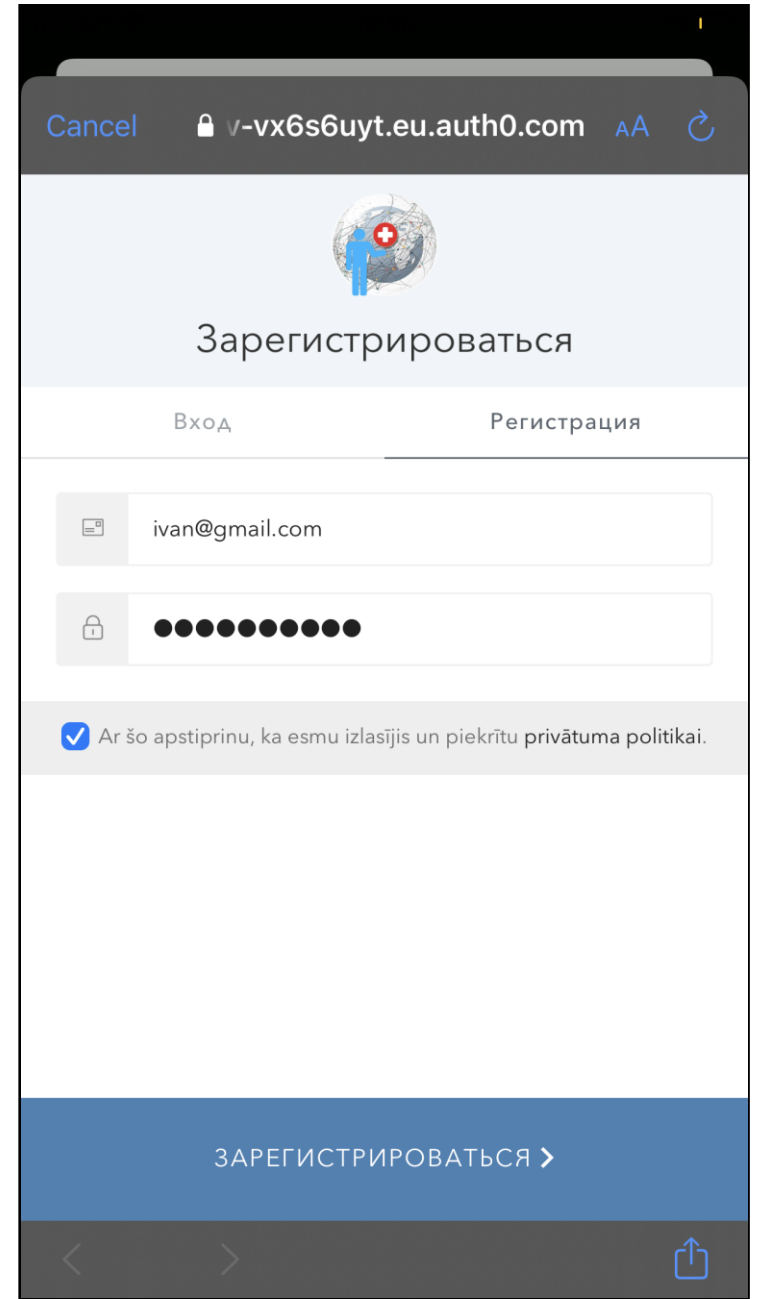 Cancel v-vx6s6uyt.eu.auth0.com AA
Зарегистрироваться
Вход Регистрация
ivan@gmail.com
Ar šo apstiprinu, ka esmu izlasījis un piekrītu privātuma politikai.
ЗАРЕГИСТРИРОВАТЬСЯ